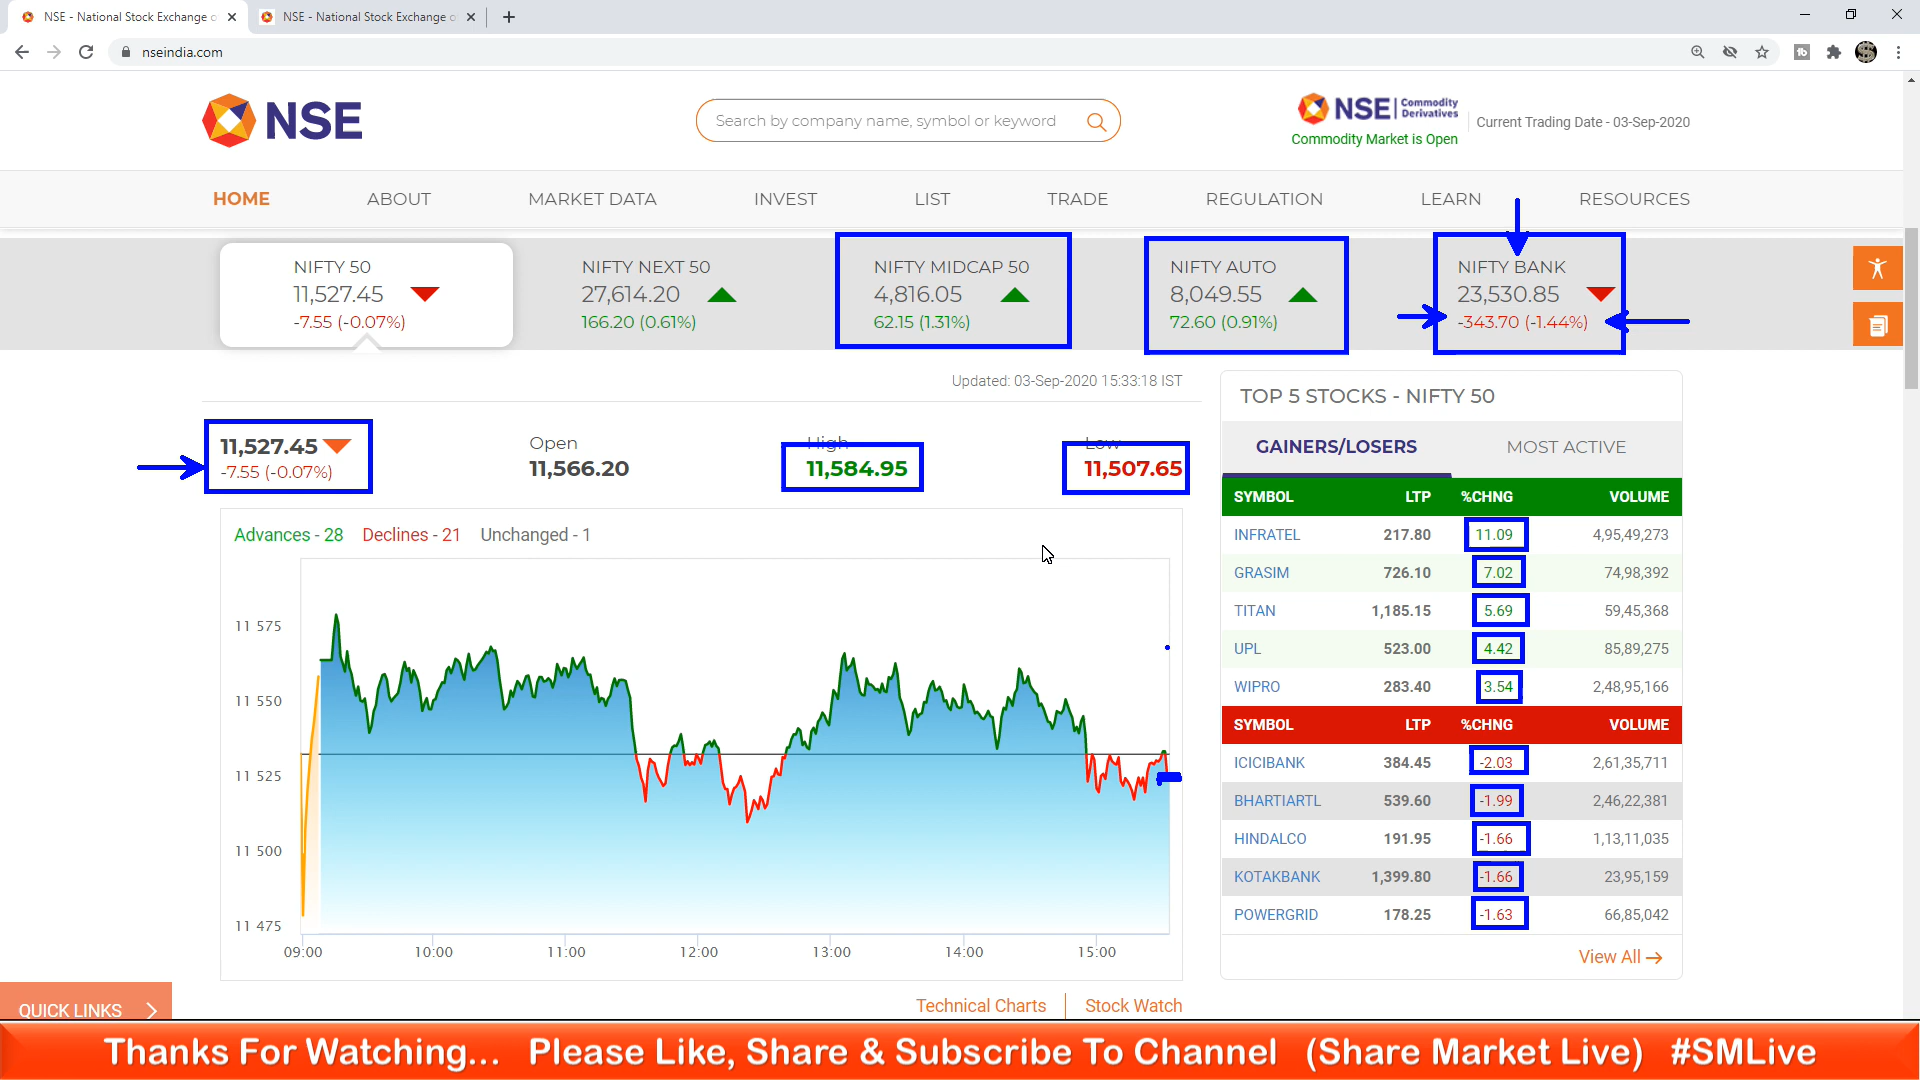 NSE - National Stock Exchange o
NSE - National Stock Exchange o
nseindia.com
NSE
Search by company name, symbol or keyword
NSE Commodity Derivatives
Commodity Market is Open
Current Trading Date - 03-Sep-2020
HOME ABOUT MARKET DATA INVEST LIST TRADE REGULATION LEARN RESOURCES
NIFTY 50
11,527.45
-7.55 (-0.07%)
NIFTY NEXT 50
27,614.20
166.20 (0.61%)
NIFTY MIDCAP 50
4,816.05
62.15 (1.31%)
NIFTY AUTO
8,049.55
72.60 (0.91%)
NIFTY BANK
23,530.85
-343.70 (-1.44%)
Updated: 03-Sep-2020 15:33:18 IST
11,527.45
-7.55 (-0.07%)
Open
11,566.20
High
11,584.95
Low
11,507.65
Advances - 28 Declines - 21 Unchanged - 1
11 575
11 550
11 525
11 500
11 475
09:00 10:00 11:00 12:00 13:00 14:00 15:00
Technical Charts Stock Watch
TOP 5 STOCKS - NIFTY 50
GAINERS/LOSERS MOST ACTIVE
SYMBOL LTP %CHNG VOLUME
INFRATEL 217.80 11.09 4,95,49,273
GRASIM 726.10 7.02 74,98,392
TITAN 1,185.15 5.69 59,45,368
UPL 523.00 4.42 85,89,275
WIPRO 283.40 3.54 2,48,95,166
SYMBOL LTP %CHNG VOLUME
ICICIBANK 384.45 -2.03 2,61,35,711
BHARTIARTL 539.60 -1.99 2,46,22,381
HINDALCO 191.95 -1.66 1,13,11,035
KOTAKBANK 1,399.80 -1.66 23,95,159
POWERGRID 178.25 -1.63 66,85,042
View All
QUICK LINKS
Thanks For Watching... Please Like, Share & Subscribe To Channel (Share Market Live) #SMLive